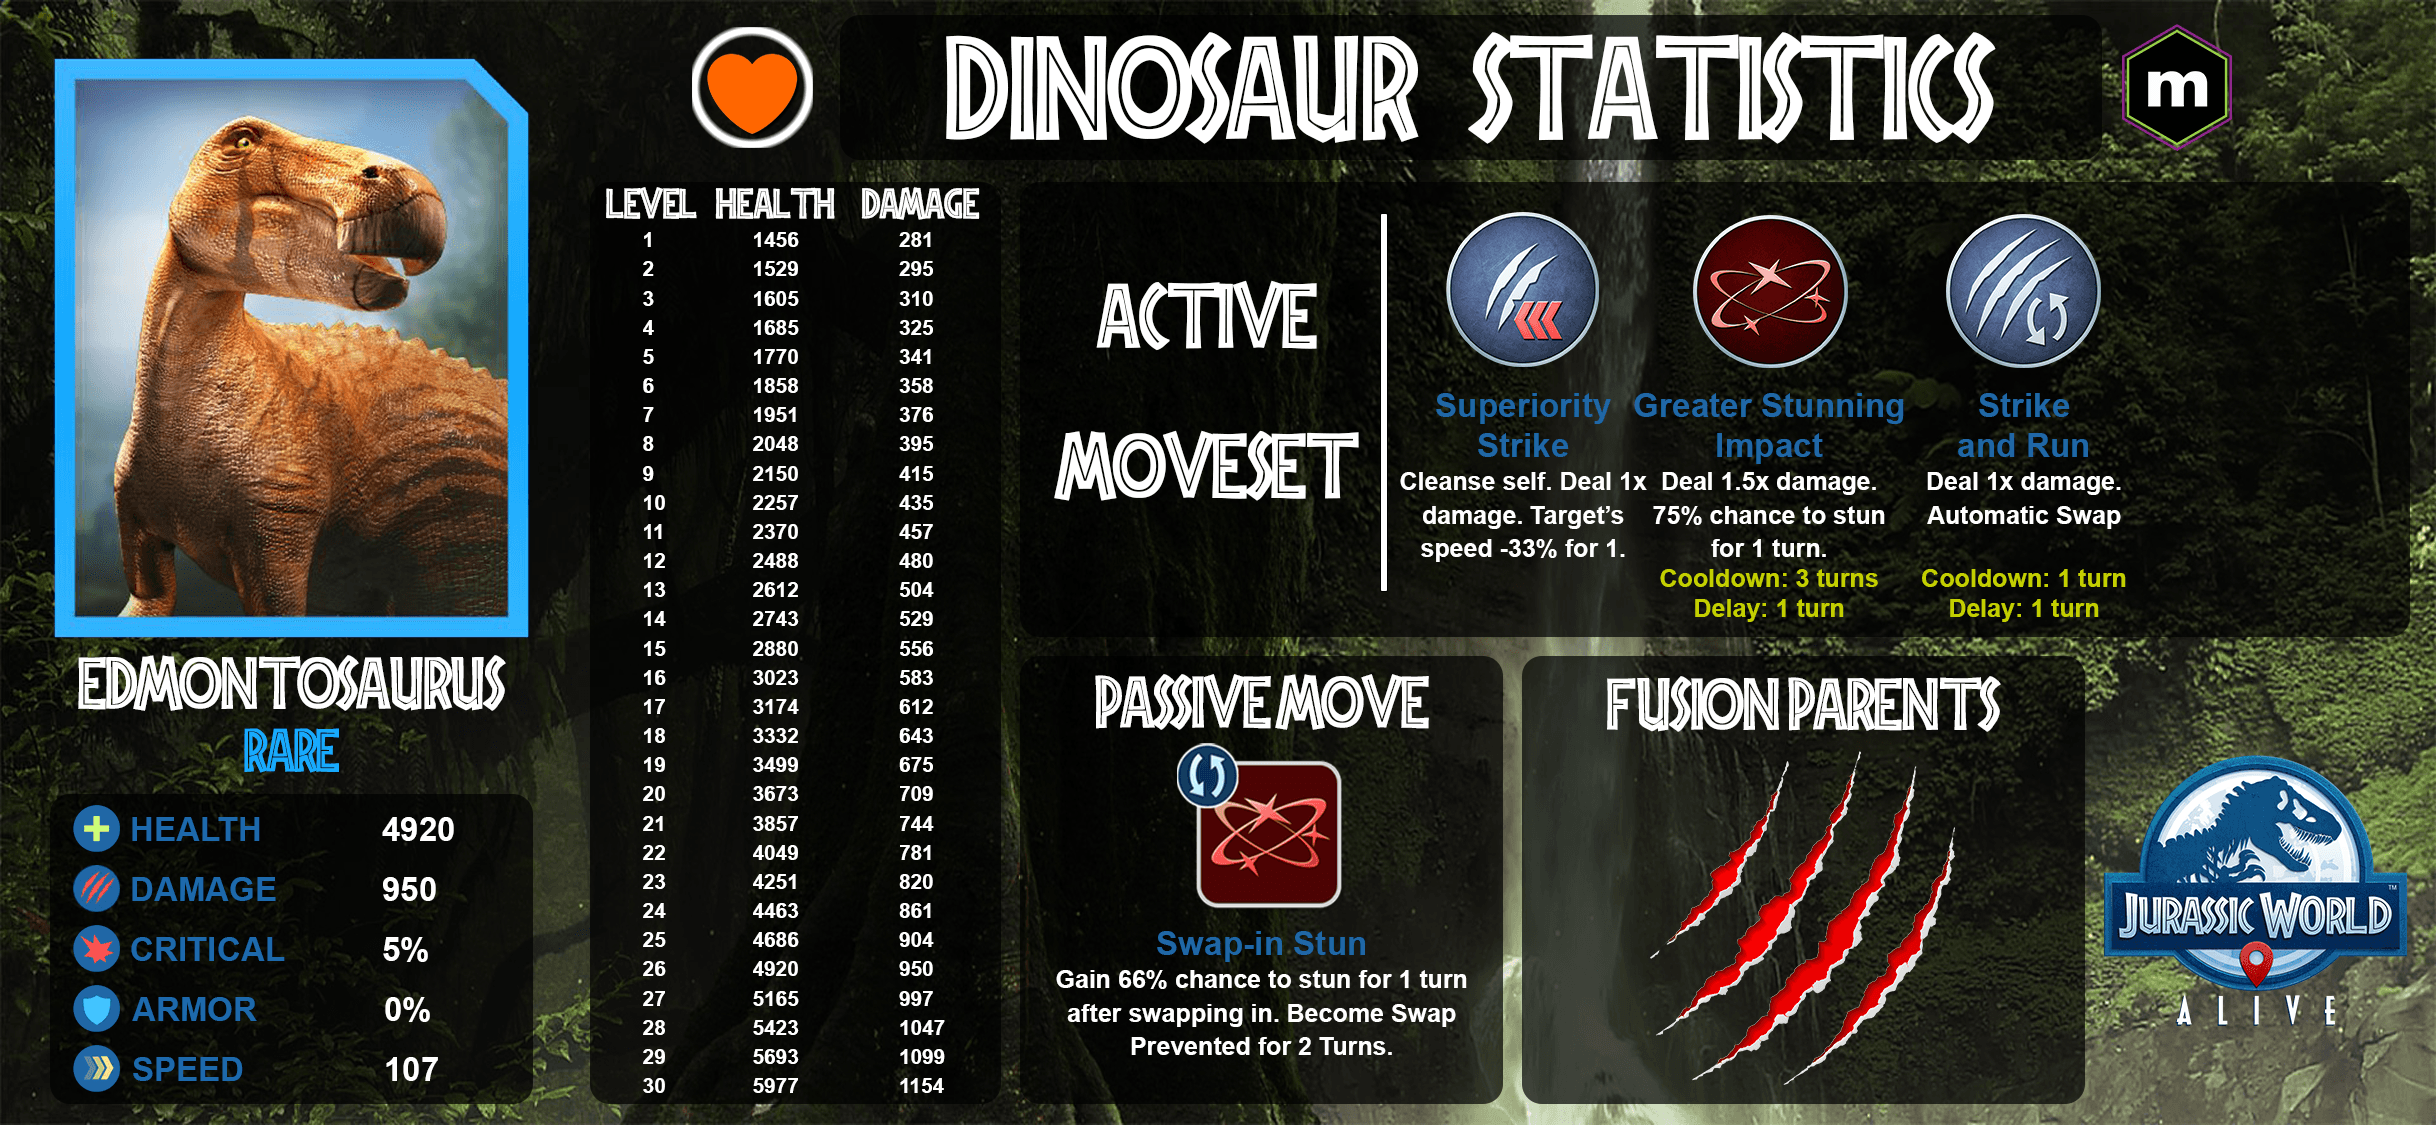 DINOSAUR STATISTICS
m
EDMONTOSAURUS
RARE
HEALTH 4920
DAMAGE 950
CRITICAL 5%
ARMOR 0%
SPEED 107
LEVEL HEALTH DAMAGE
1 1456 281
2 1529 295
3 1605 310
4 1685 325
5 1770 341
6 1858 358
7 1951 376
8 2048 395
9 2150 415
10 2257 435
11 2370 457
12 2488 480
13 2612 504
14 2743 529
15 2880 556
16 3023 583
17 3174 612
18 3332 643
19 3499 675
20 3673 709
21 3857 744
22 4049 781
23 4251 820
24 4463 861
25 4686 904
26 4920 950
27 5165 997
28 5423 1047
29 5693 1099
30 5977 1154
ACTIVE
MOVESET
Superiority
Strike
Cleanse self. Deal 1x
damage. Target’s
speed -33% for 1.
Greater Stunning
Impact
Deal 1.5x damage.
75% chance to stun
for 1 turn.
Cooldown: 3 turns
Delay: 1 turn
Strike
and Run
Deal 1x damage.
Automatic Swap
Cooldown: 1 turn
Delay: 1 turn
PASSIVE MOVE
Swap-in Stun
Gain 66% chance to stun for 1 turn
after swapping in. Become Swap
Prevented for 2 Turns.
FUSION PARENTS
JURASSIC WORLD™
ALIVE